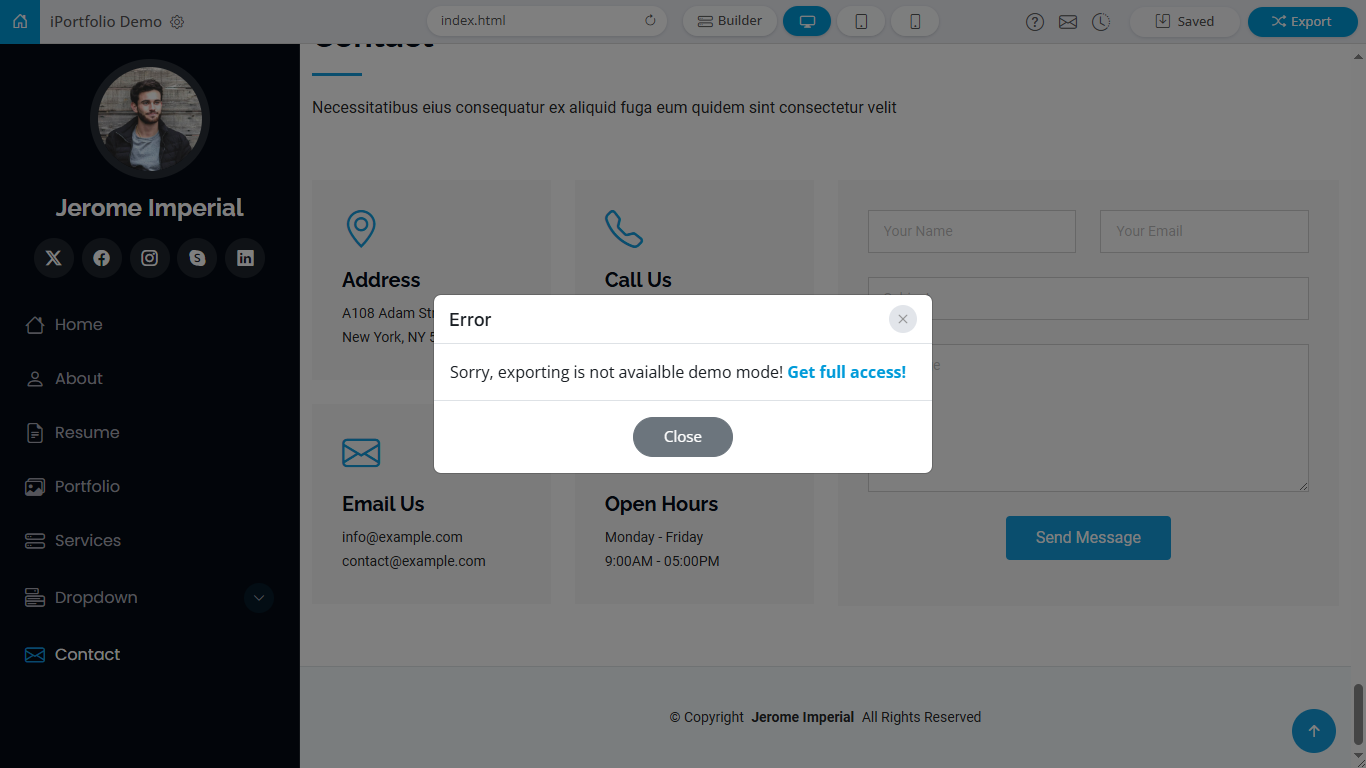 iPortfolio Demo
index.html
Builder
Saved
Export
Jerome Imperial
Home
About
Resume
Portfolio
Services
Dropdown
Contact
Contact
Necessitatibus eius consequatur ex aliquid fuga eum quidem sint consectetur velit
Address
A108 Adam
New York, NY
Call Us
Email Us
info@example.com
contact@example.com
Open Hours
Monday - Friday
9:00AM - 05:00PM
Your Name
Your Email
Send Message
Error
Sorry, exporting is not avaialble demo mode! Get full access!
Close
© Copyright Jerome Imperial All Rights Reserved